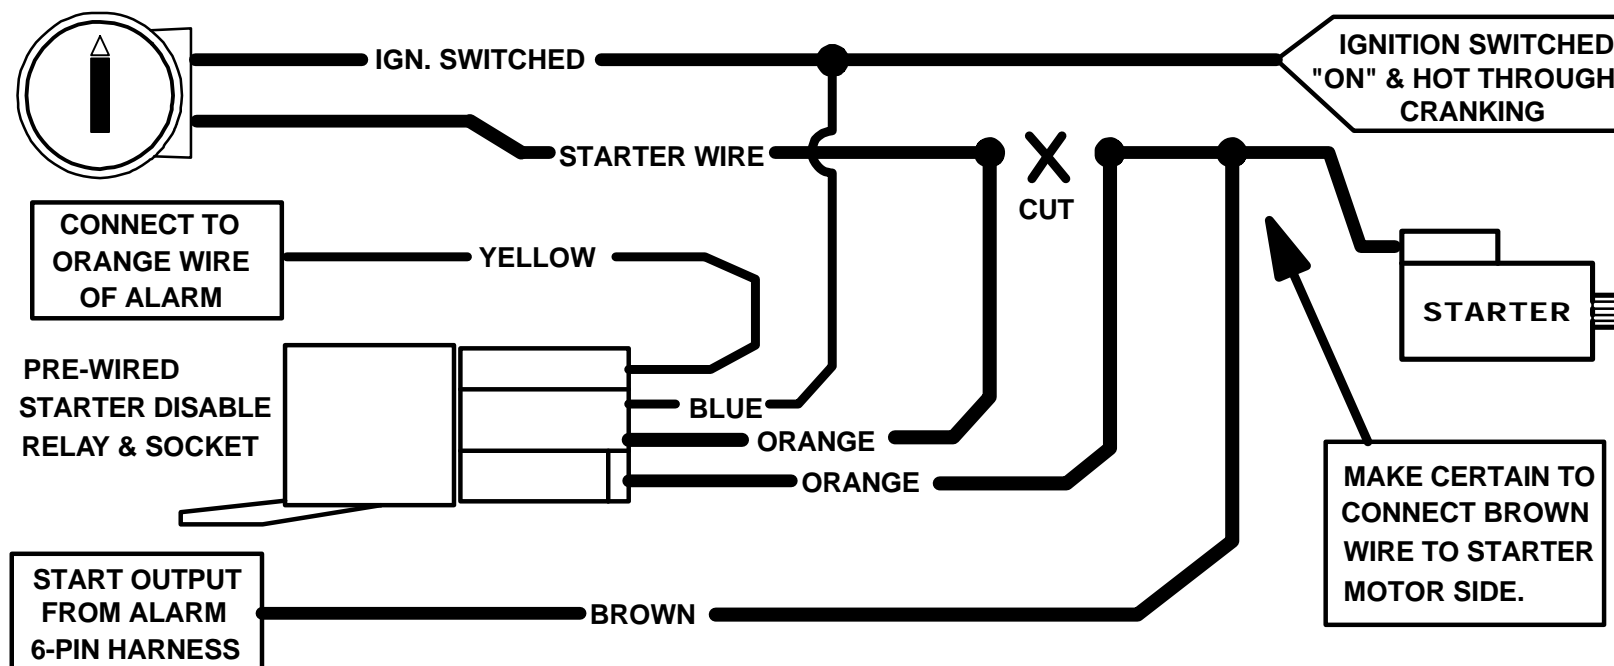 IGN. SWITCHED
IGNITION SWITCHED
"ON" & HOT THROUGH
CRANKING
STARTER WIRE
CUT
CONNECT TO
ORANGE WIRE
OF ALARM
YELLOW
STARTER
PRE-WIRED
STARTER DISABLE
RELAY & SOCKET
BLUE
ORANGE
ORANGE
MAKE CERTAIN TO
CONNECT BROWN
WIRE TO STARTER
MOTOR SIDE.
START OUTPUT
FROM ALARM
6-PIN HARNESS
BROWN